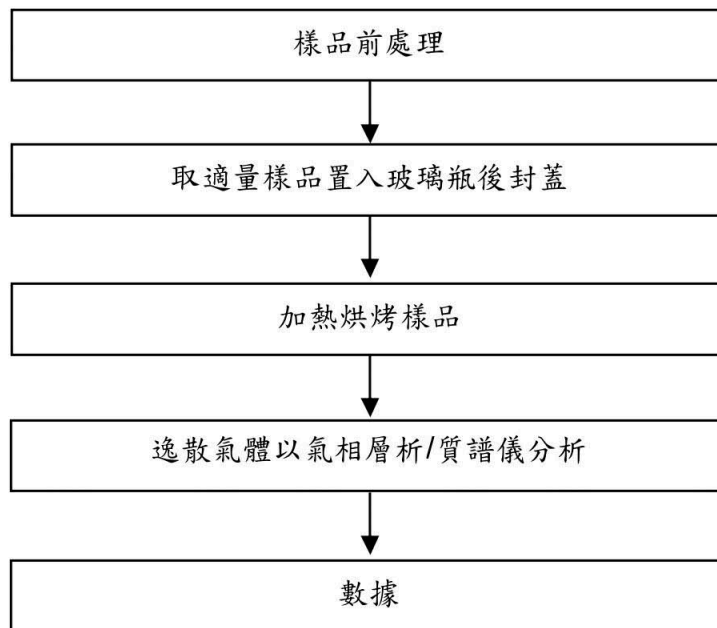 樣品前處理
取適量樣品置入玻璃瓶後封蓋
加熱烘烤樣品
逸散氣體以氣相層析/質譜儀分析
數據